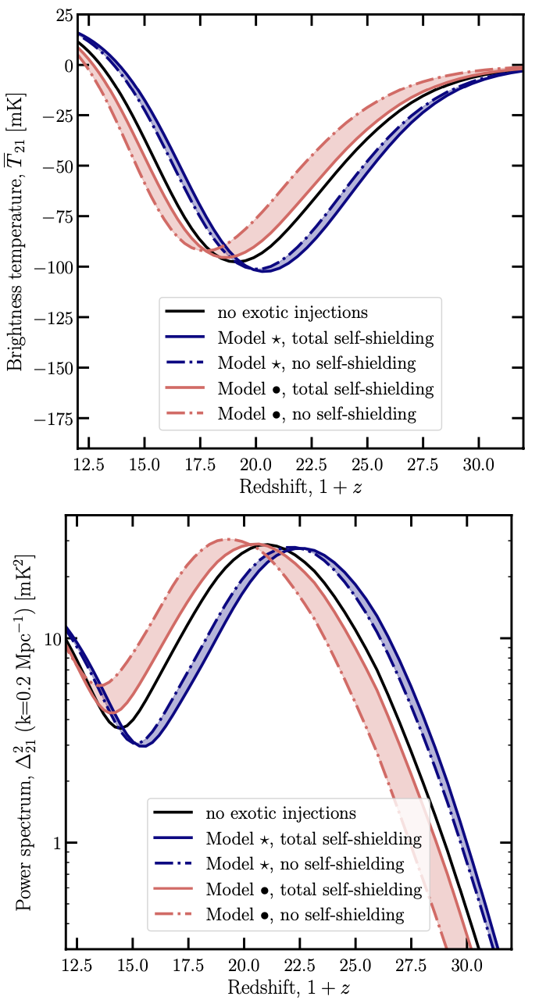 25
0
−25
−50
−75
−100
−125
−150
−175
Brightness temperature, T̅₂₁ [mK]
no exotic injections
Model ⋆, total self-shielding
Model ⋆, no self-shielding
Model ●, total self-shielding
Model ●, no self-shielding
12.5 15.0 17.5 20.0 22.5 25.0 27.5 30.0
Redshift, 1 + z
10
1
Power spectrum, Δ²₂₁ (k=0.2 Mpc⁻¹) [mK²]
no exotic injections
Model ⋆, total self-shielding
Model ⋆, no self-shielding
Model ●, total self-shielding
Model ●, no self-shielding
12.5 15.0 17.5 20.0 22.5 25.0 27.5 30.0
Redshift, 1 + z